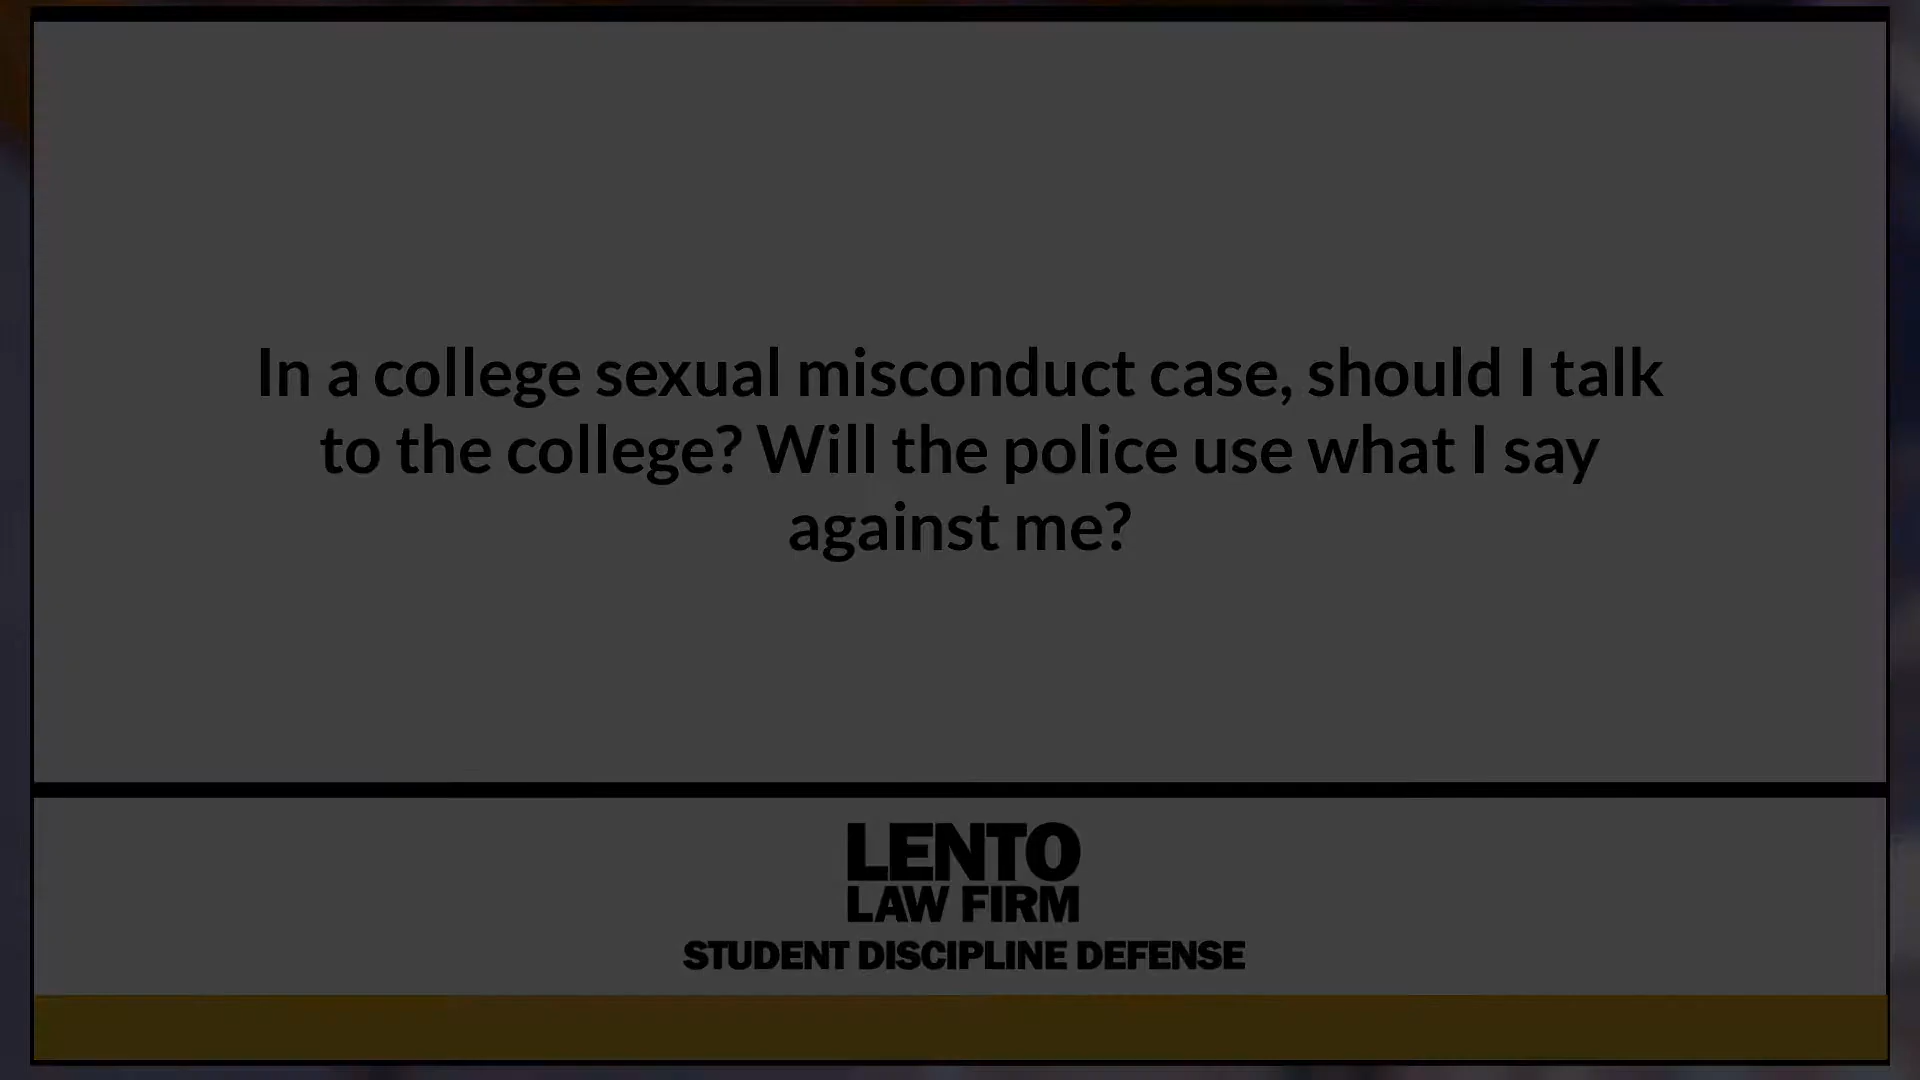 In a college sexual misconduct case, should I talk
to the college? Will the police use what I say
against me?
LENTO
LAW FIRM
STUDENT DISCIPLINE DEFENSE